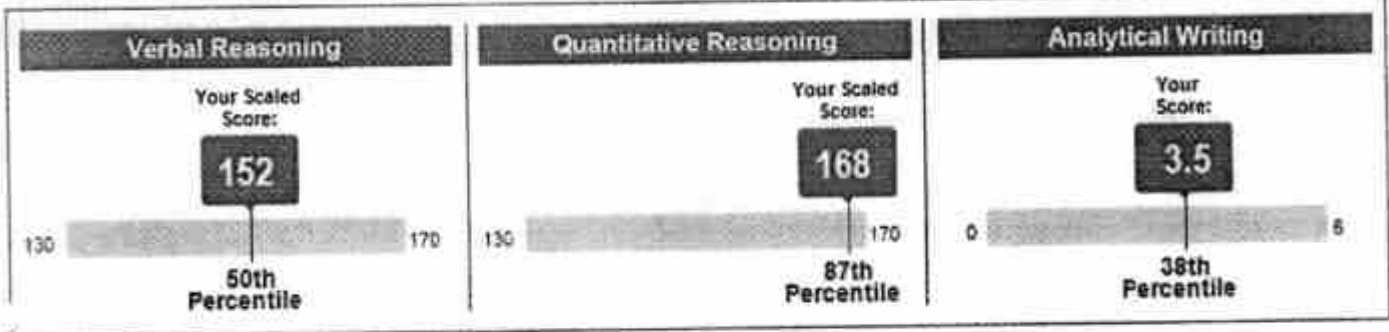 Verbal Reasoning
Your Scaled
Score:
152
130
170
50th
Percentile
Quantitative Reasoning
Your Scaled
Score:
168
130
170
87th
Percentile
Analytical Writing
Your
Score:
3.5
0
6
38th
Percentile